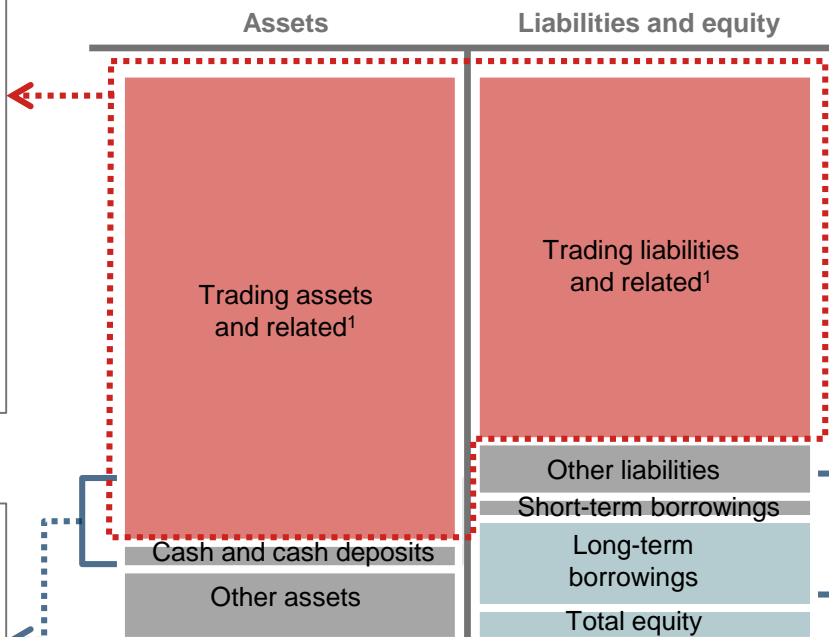 Assets
Liabilities and equity
Trading assets
and related¹
Trading liabilities
and related¹
Other liabilities
Short-term borrowings
Cash and cash deposits
Long-term
borrowings
Other assets
Total equity